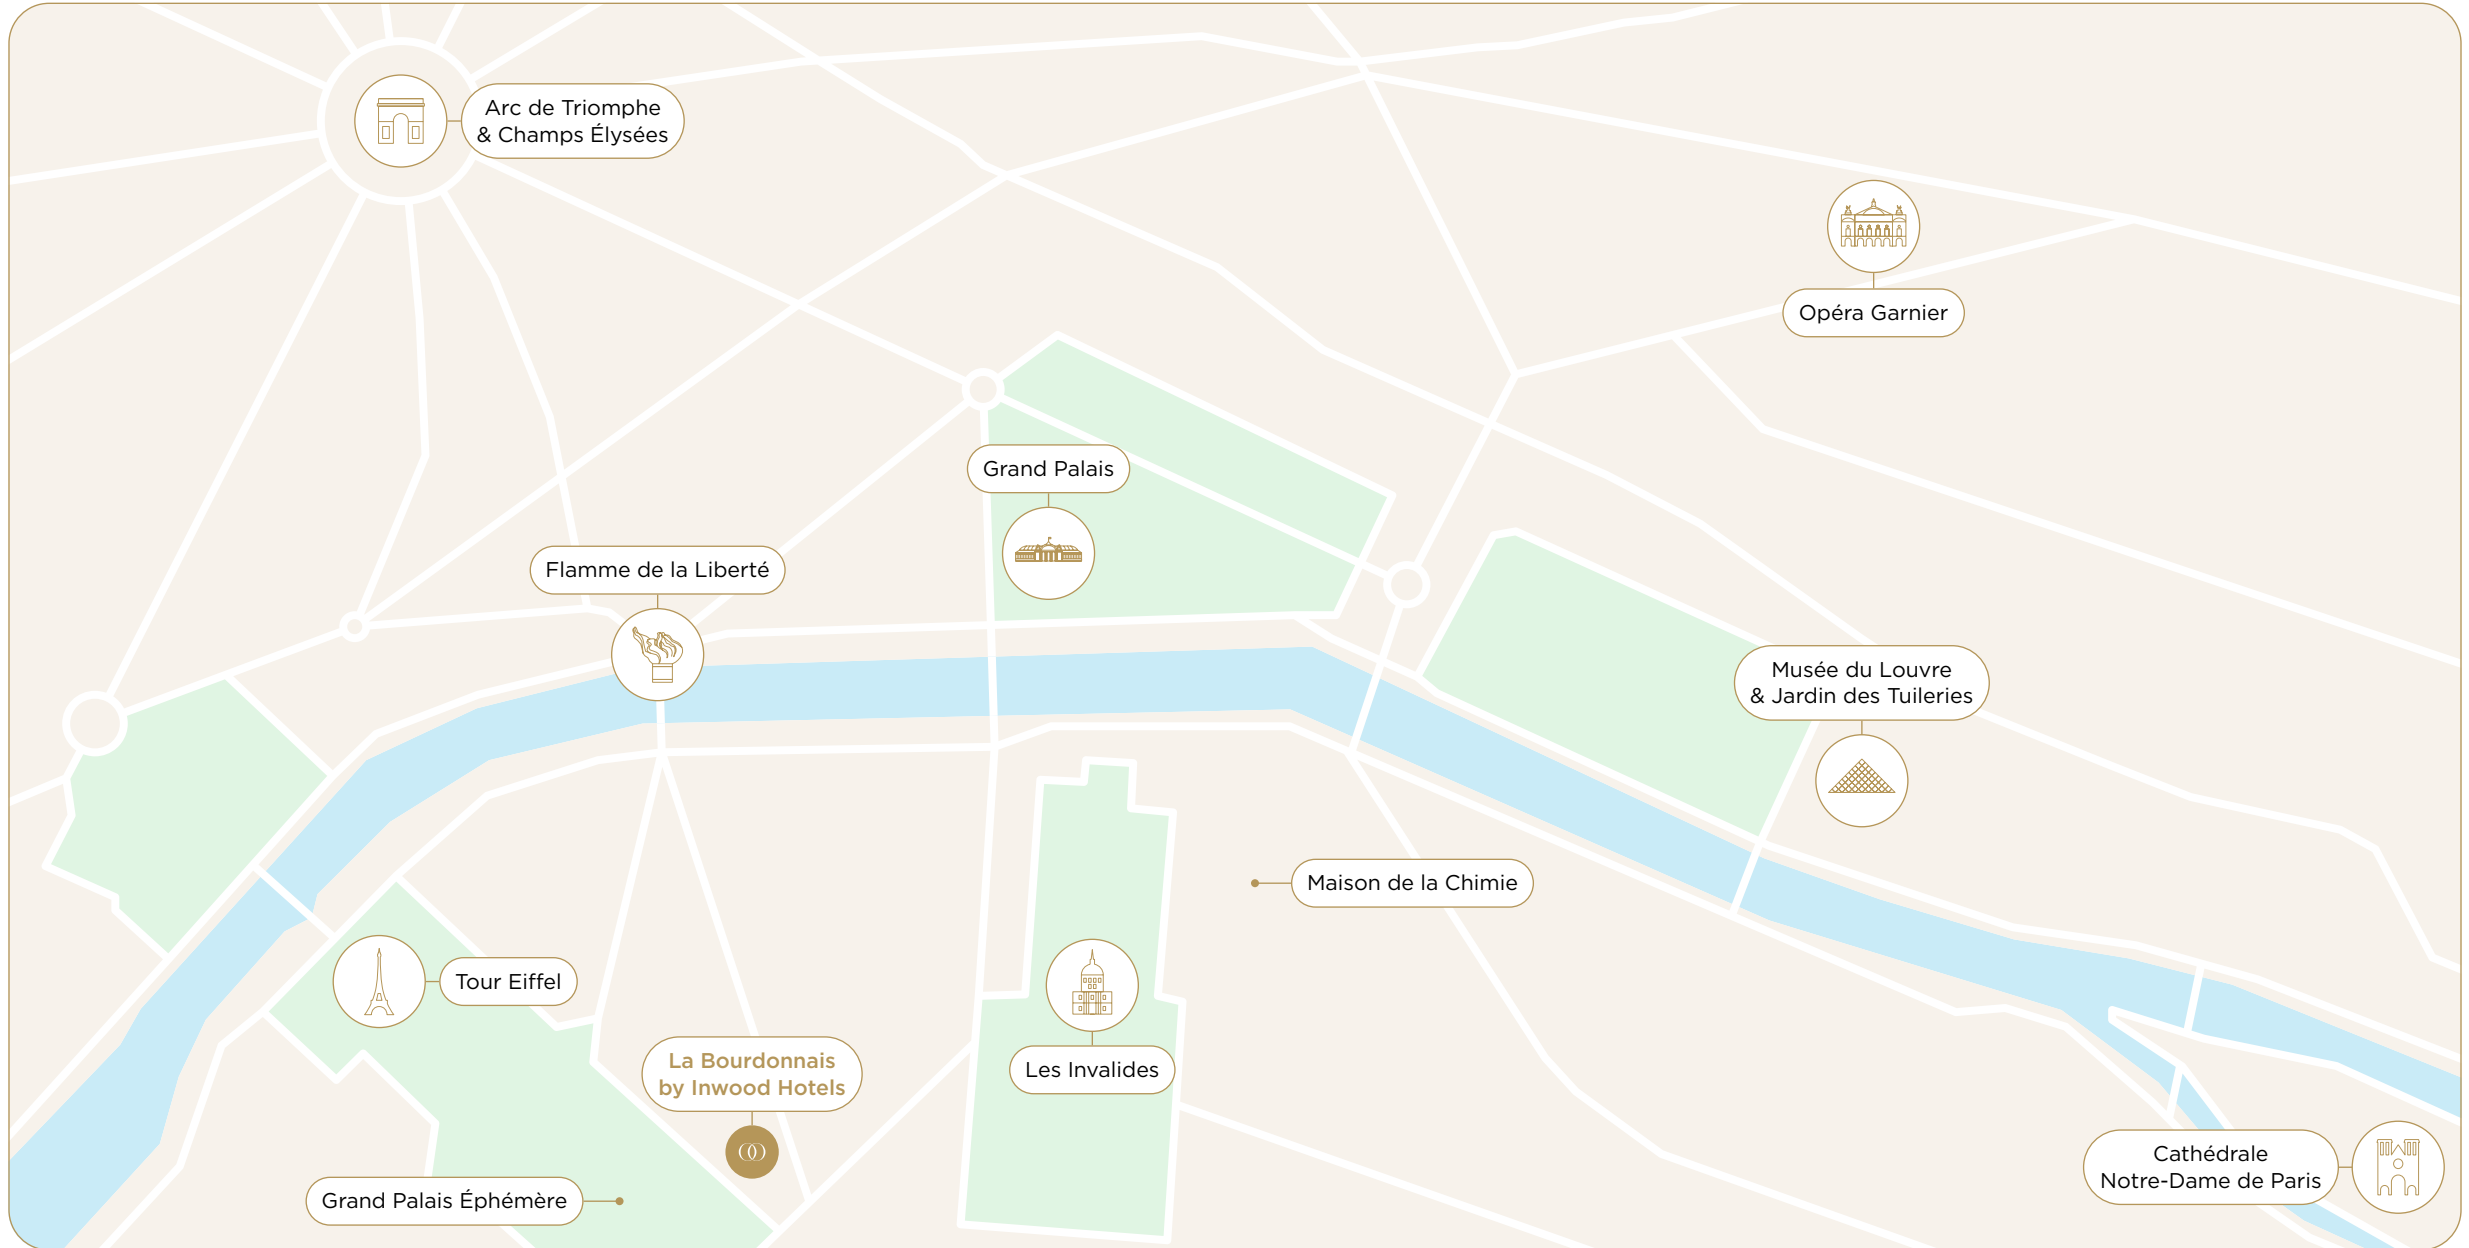 Arc de Triomphe
& Champs Élysées
Opéra Garnier
Grand Palais
Flamme de la Liberté
Musée du Louvre
& Jardin des Tuileries
Maison de la Chimie
Tour Eiffel
La Bourdonnais
by Inwood Hotels
Les Invalides
Cathédrale
Notre-Dame de Paris
Grand Palais Éphémère